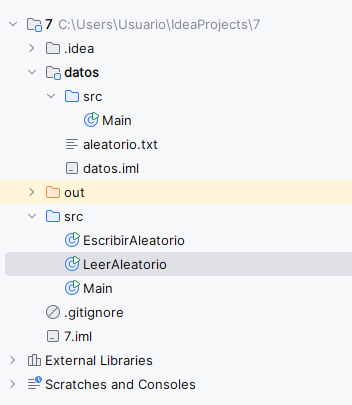 7 C:\Users\Usuario\IdeaProjects\7
.idea
datos
src
Main
aleatorio.txt
datos.iml
out
src
EscribirAleatorio
LeerAleatorio
Main
.gitignore
7.iml
External Libraries
Scratches and Consoles